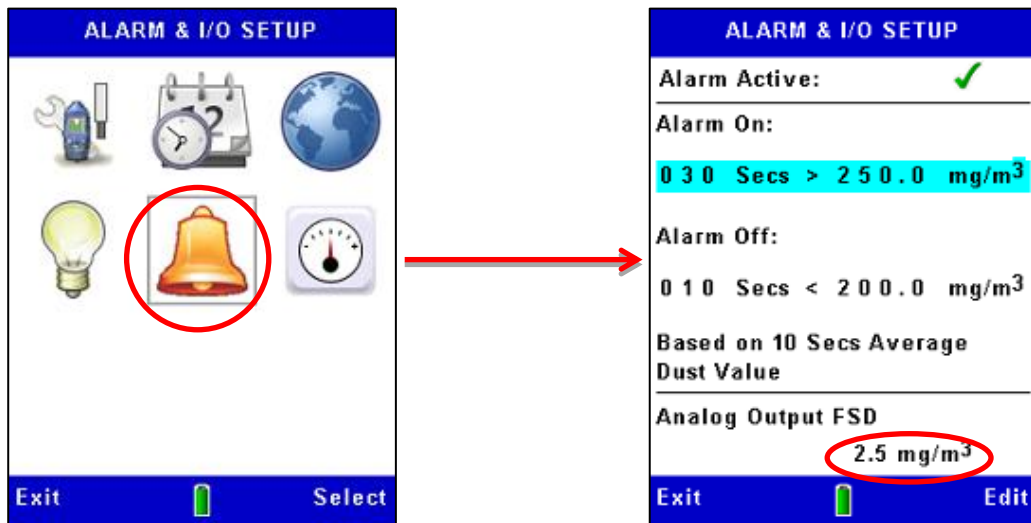 ALARM & I/O SETUP
12
Exit Select
ALARM & I/O SETUP
Alarm Active:
Alarm On:
030 Secs > 250.0 mg/m³
Alarm Off:
010 Secs < 200.0 mg/m³
Based on 10 Secs Average
Dust Value
Analog Output FSD
2.5 mg/m³
Exit Edit